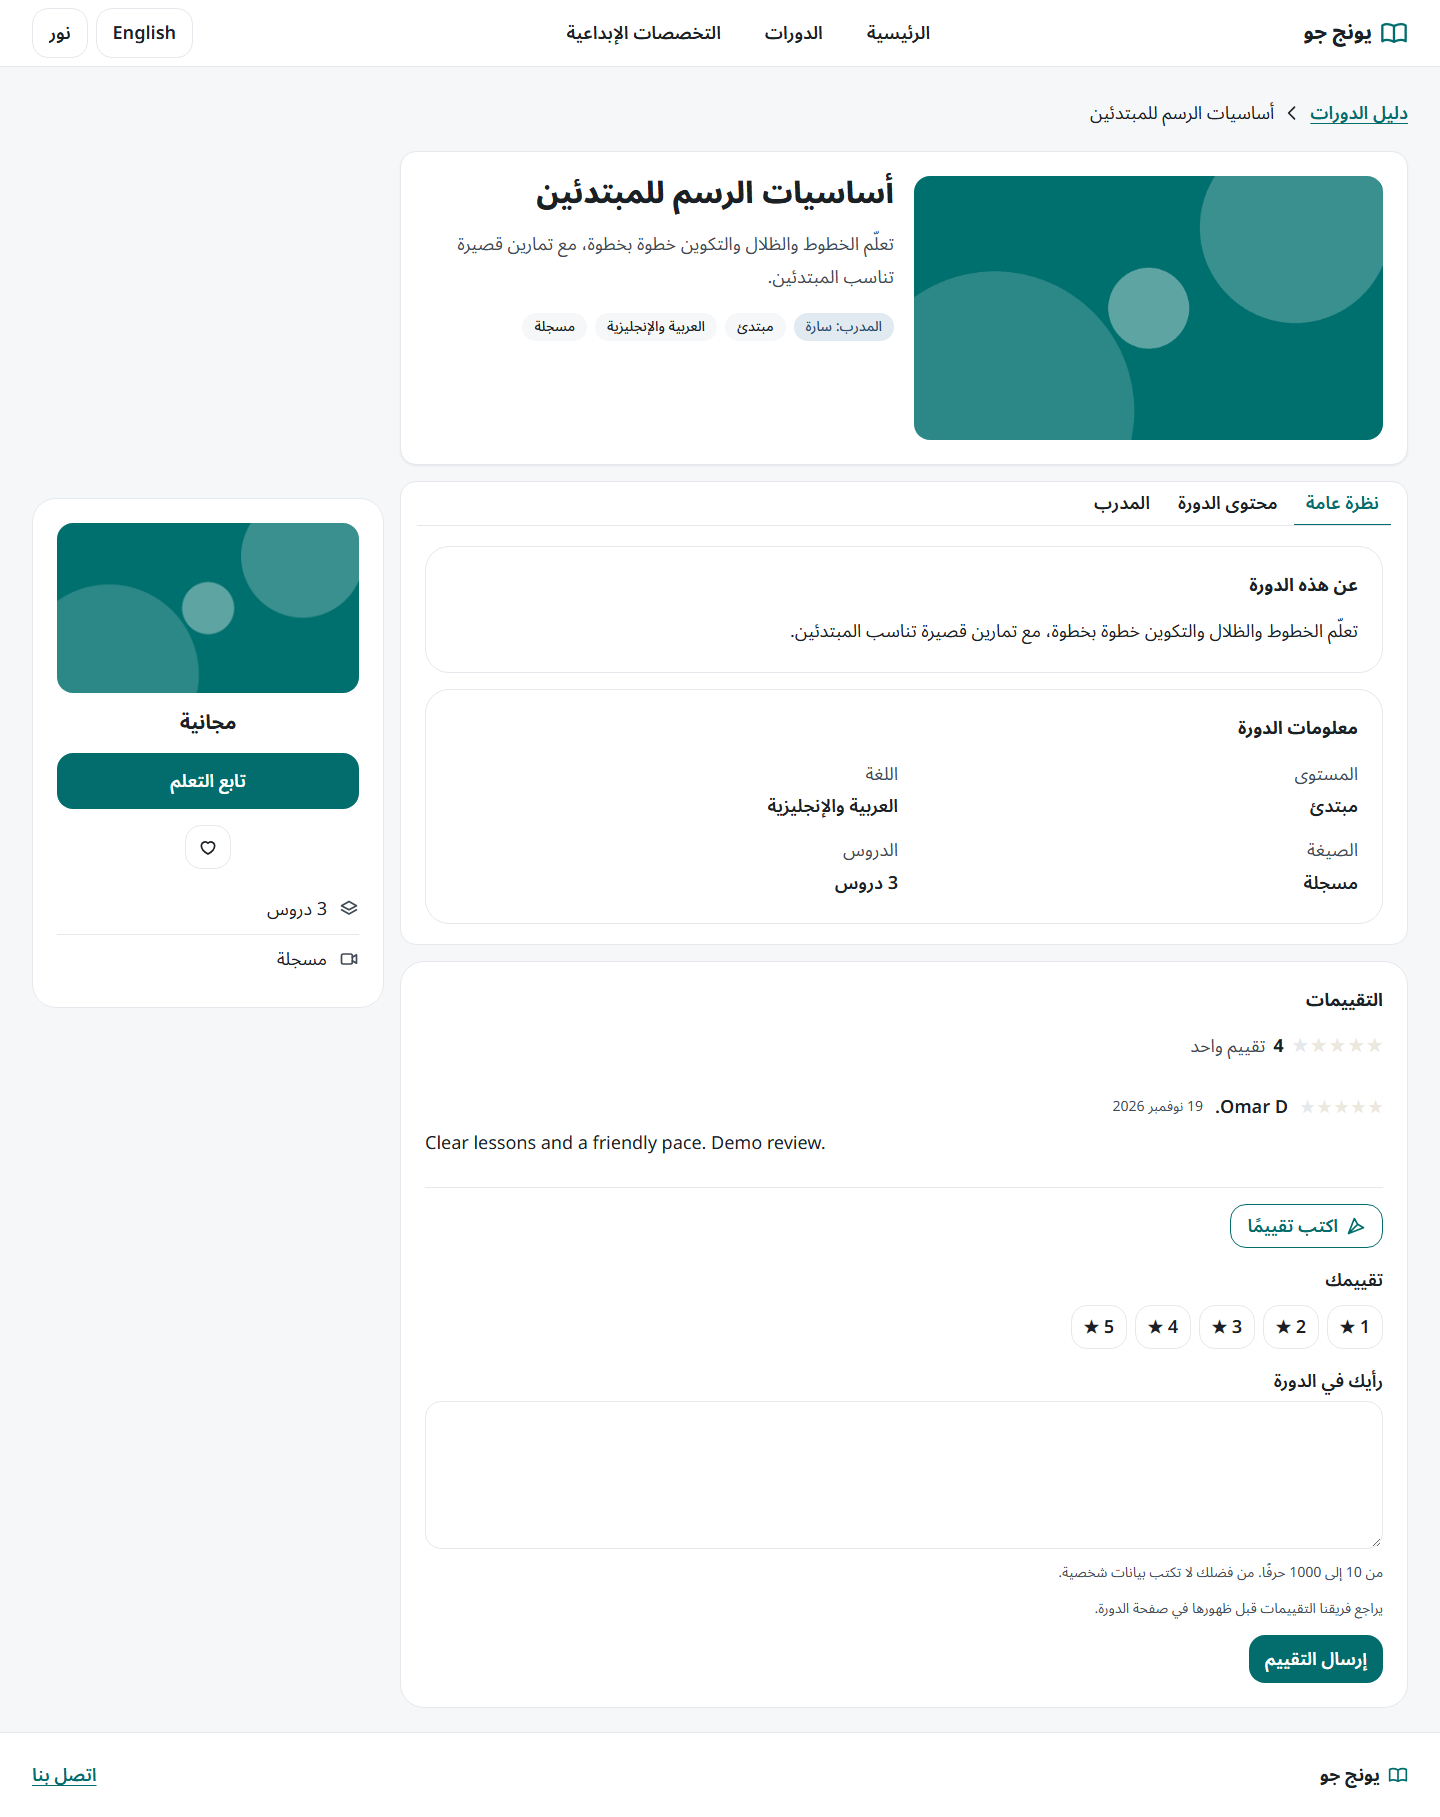 يونج جو
الرئيسية
الدورات
التخصصات الإبداعية
English
نور
دليل الدورات
أساسيات الرسم للمبتدئين
أساسيات الرسم للمبتدئين
تعلّم الخطوط والظلال والتكوين خطوة بخطوة، مع تمارين قصيرة
تناسب المبتدئين.
المدرب: سارة
مبتدئ
العربية والإنجليزية
مسجلة
نظرة عامة
محتوى الدورة
المدرب
عن هذه الدورة
تعلّم الخطوط والظلال والتكوين خطوة بخطوة، مع تمارين قصيرة تناسب المبتدئين.
معلومات الدورة
المستوى
مبتدئ
اللغة
العربية والإنجليزية
الصيغة
مسجلة
الدروس
3 دروس
مجانية
تابع التعلم
3 دروس
مسجلة
التقييمات
★★★★★ 4 تقييم واحد
★★★★★ Omar D. 19 نوفمبر 2026
Clear lessons and a friendly pace. Demo review.
اكتب تقييمًا
تقييمك
1 ★
2 ★
3 ★
4 ★
5 ★
رأيك في الدورة
من 10 إلى 1000 حرفًا. من فضلك لا تكتب بيانات شخصية.
يراجع فريقنا التقييمات قبل ظهورها في صفحة الدورة.
إرسال التقييم
يونج جو
اتصل بنا